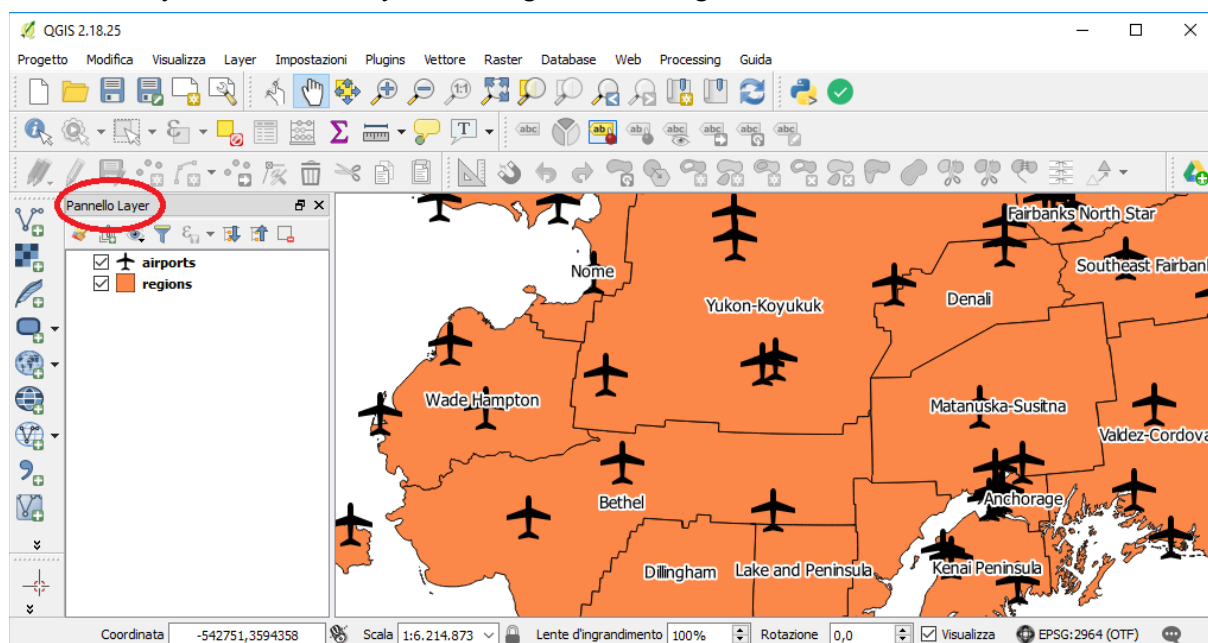 QGIS 2.18.25
Progetto Modifica Visualizza Layer Impostazioni Plugins Vettore Raster Database Web Processing Guida
Pannello Layer
airports
regions
Fairbanks North Star
Nome
Southeast Fairban
Yukon-Koyukuk
Denali
Wade Hampton
Matanuska-Susitna
Valdez-Cordova
Bethel
Anchorage
Dillingham
Lake and Peninsula
Kenai Peninsula
Coordinata -542751,3594358 Scala 1:6.214.873 Lente d'ingrandimento 100% Rotazione 0,0 Visualizza EPSG:2964 (OTF)